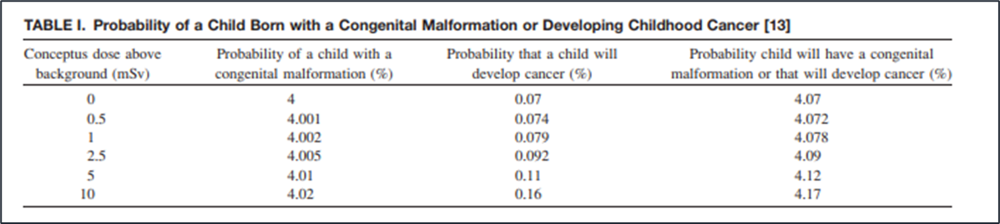 TABLE I. Probability of a Child Born with a Congenital Malformation or Developing Childhood Cancer [13]
Conceptus dose above background (mSv) Probability of a child with a congenital malformation (%) Probability that a child will develop cancer (%) Probability child will have a congenital malformation or that will develop cancer (%)
0 4 0.07 4.07
0.5 4.001 0.074 4.072
1 4.002 0.079 4.078
2.5 4.005 0.092 4.09
5 4.01 0.11 4.12
10 4.02 0.16 4.17